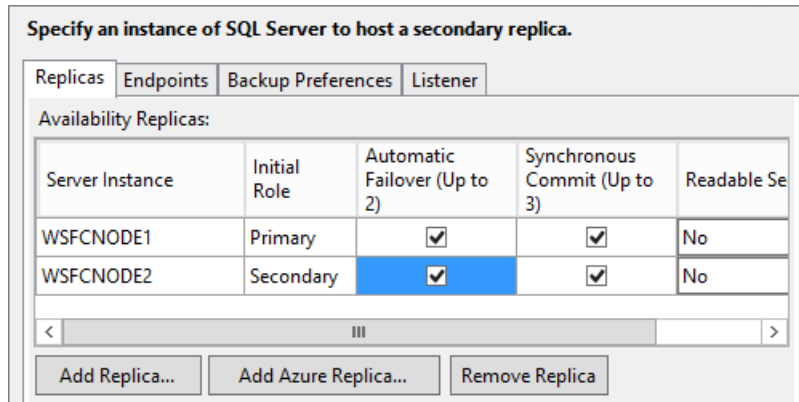 Specify an instance of SQL Server to host a secondary replica.
Replicas Endpoints Backup Preferences Listener
Availability Replicas:
Server Instance Initial Role Automatic Failover (Up to 2) Synchronous Commit (Up to 3) Readable Se
WSFCNODE1 Primary No
WSFCNODE2 Secondary No
Add Replica... Add Azure Replica... Remove Replica